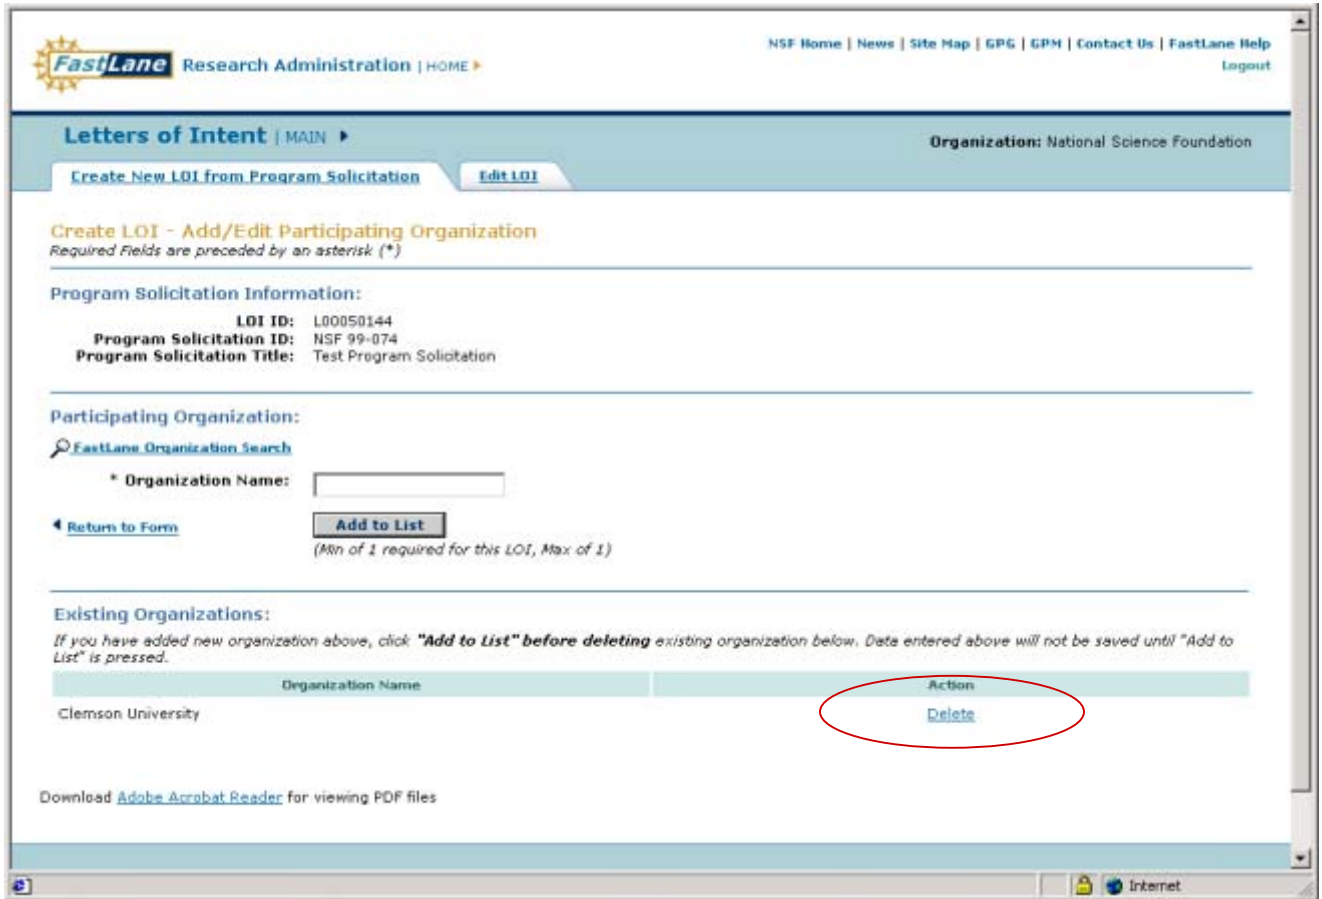 NSF Home | News | Site Map | GPG | GPM | Contact Us | FastLane Help
FastLane Research Administration | HOME
Logout
Letters of Intent | MAIN
Organization: National Science Foundation
Create New LOI from Program Solicitation Edit LOI
Create LOI - Add/Edit Participating Organization
Required Fields are preceded by an asterisk (*)
Program Solicitation Information:
LOI ID: L00050144
Program Solicitation ID: NSF 99-074
Program Solicitation Title: Test Program Solicitation
Participating Organization:
FastLane Organization Search
* Organization Name:
Return to Form Add to List
(Min of 1 required for this LOI, Max of 1)
Existing Organizations:
If you have added new organization above, click "Add to List" before deleting existing organization below. Data entered above will not be saved until "Add to
List" is pressed.
Organization Name Action
Clemson University Delete
Download Adobe Acrobat Reader for viewing PDF files
Internet